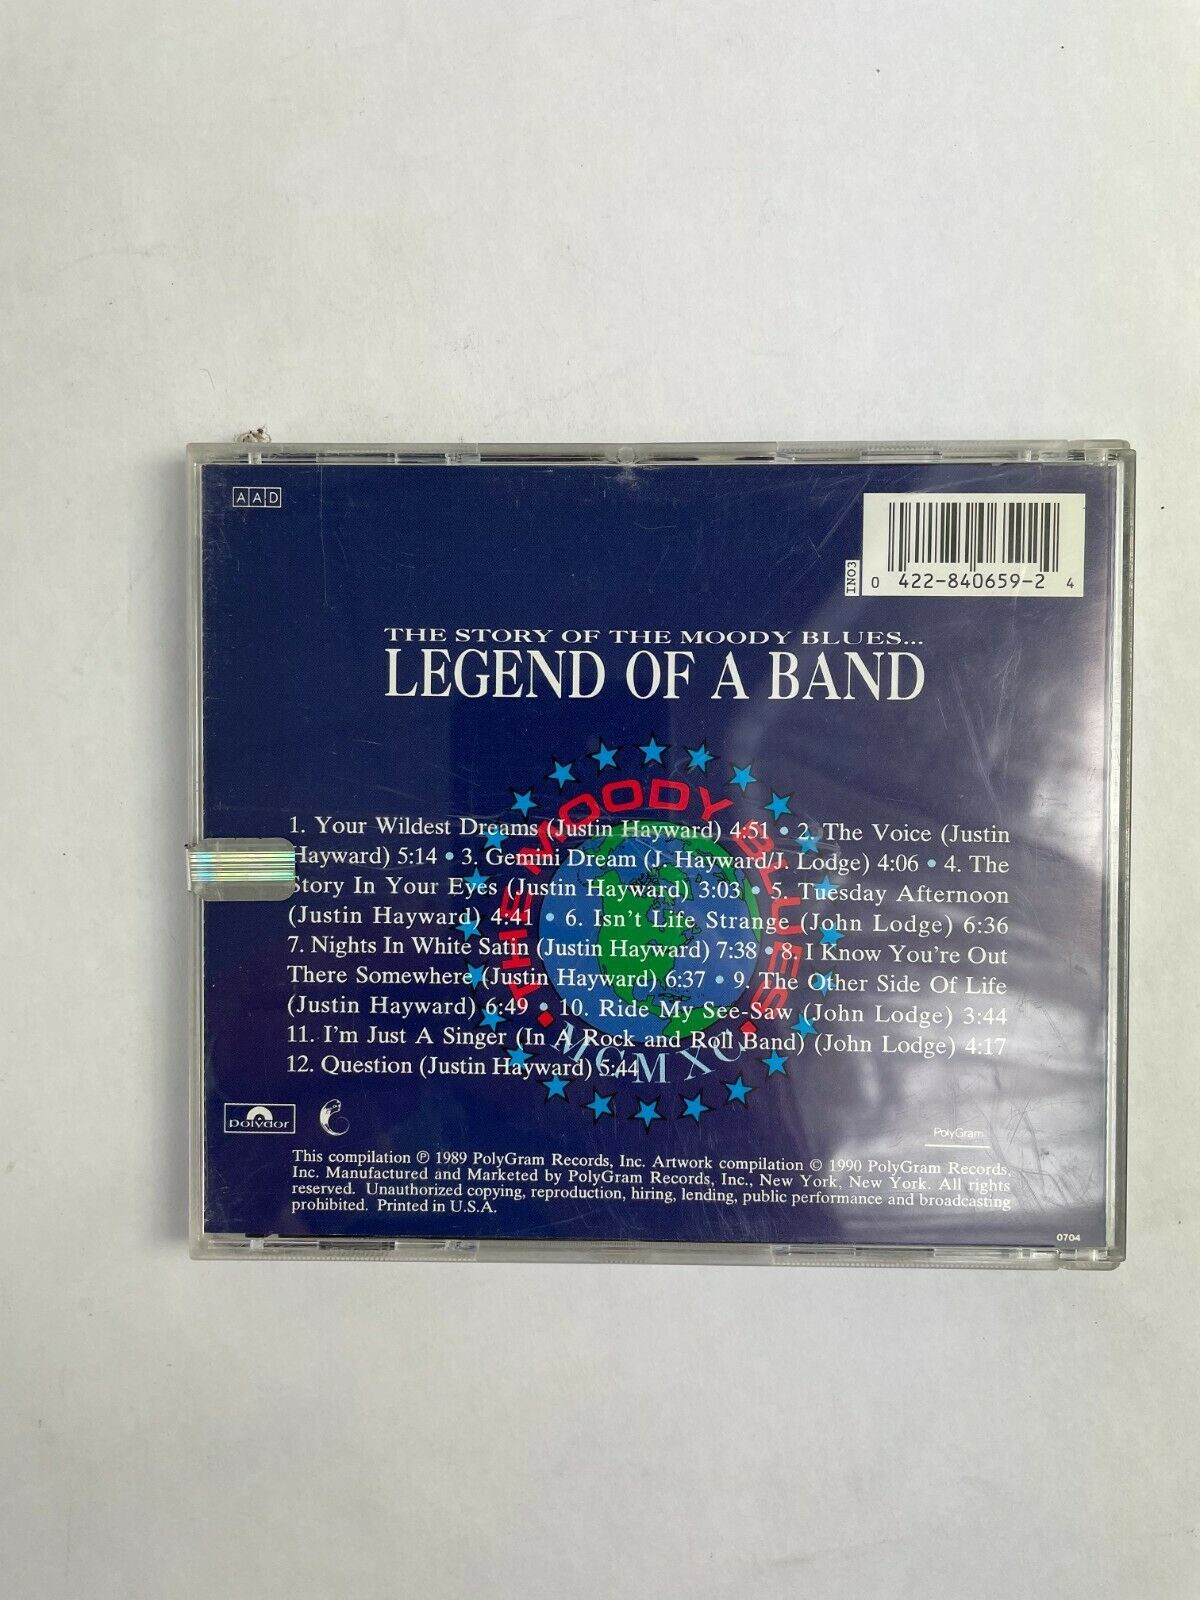 AAD
INO3
0 422-840659-2 4
THE STORY OF THE MOODY BLUES...
LEGEND OF A BAND
THE MOODY BLUES
1. Your Wildest Dreams (Justin Hayward) 4:51 • 2. The Voice (Justin
Hayward) 5:14 • 3. Gemini Dream (J. Hayward/J. Lodge) 4:06 • 4. The
Story In Your Eyes (Justin Hayward) 3:03 • 5. Tuesday Afternoon
(Justin Hayward) 4:41 • 6. Isn't Life Strange (John Lodge) 6:36
7. Nights In White Satin (Justin Hayward) 7:38 • 8. I Know You're Out
There Somewhere (Justin Hayward) 6:37 • 9. The Other Side Of Life
(Justin Hayward) 6:49 • 10. Ride My See-Saw (John Lodge) 3:44
11. I'm Just A Singer (In A Rock and Roll Band) (John Lodge) 4:17
12. Question (Justin Hayward) 5:44
MCMXC
polydor
PolyGram
This compilation ℗ 1989 PolyGram Records, Inc. Artwork compilation © 1990 PolyGram Records,
Inc. Manufactured and Marketed by PolyGram Records, Inc., New York, New York. All rights
reserved. Unauthorized copying, reproduction, hiring, lending, public performance and broadcasting
prohibited. Printed in U.S.A.
0704